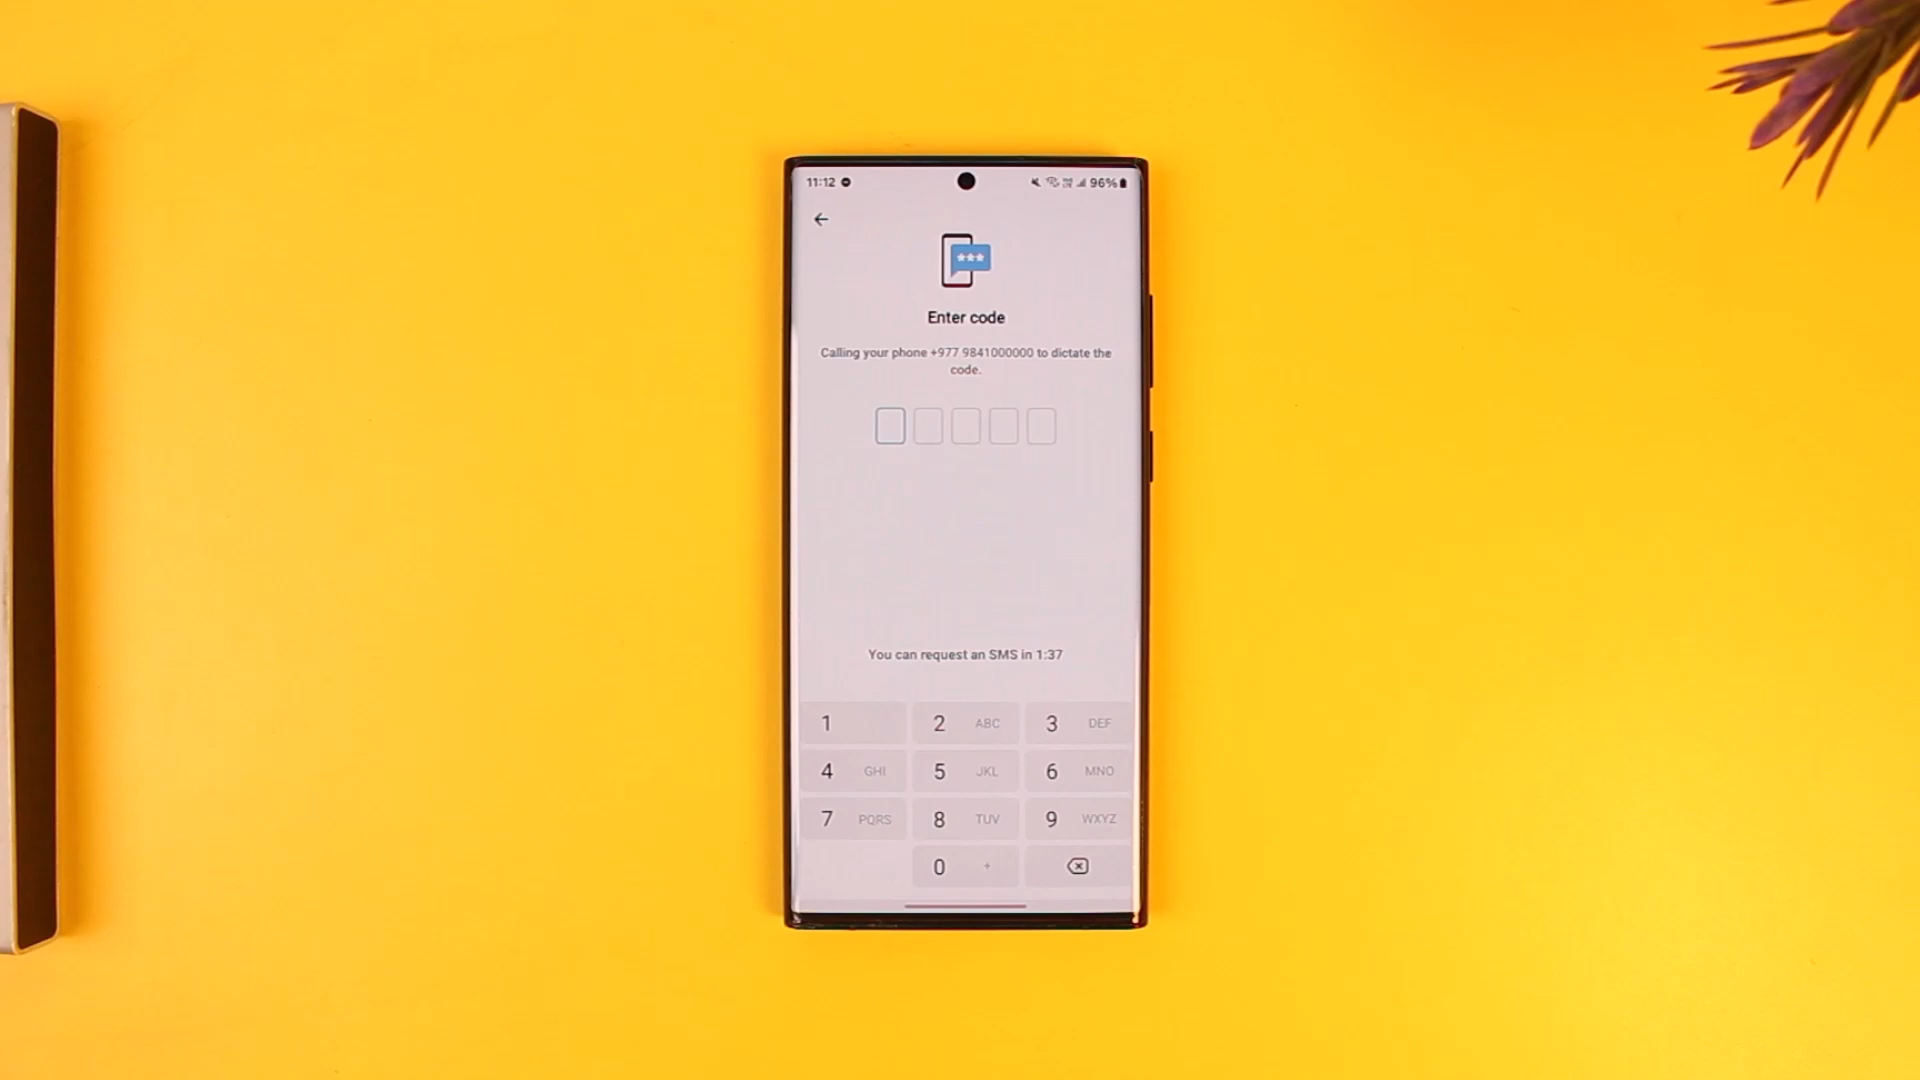 11:12 96%
***
Enter code
Calling your phone +977 9841000000 to dictate the
code.
You can request an SMS in 1:37
1 2 ABC 3 DEF
4 GHI 5 JKL 6 MNO
7 PQRS 8 TUV 9 WXYZ
0 +